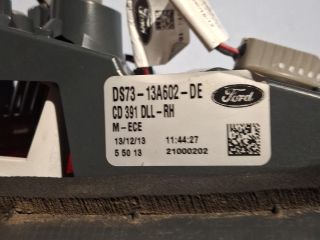 DS73-13A602-DE
Ford
CD 391 DLL-RH
M-ECE
13/12/13 11:44:27
5 50 13 21000202